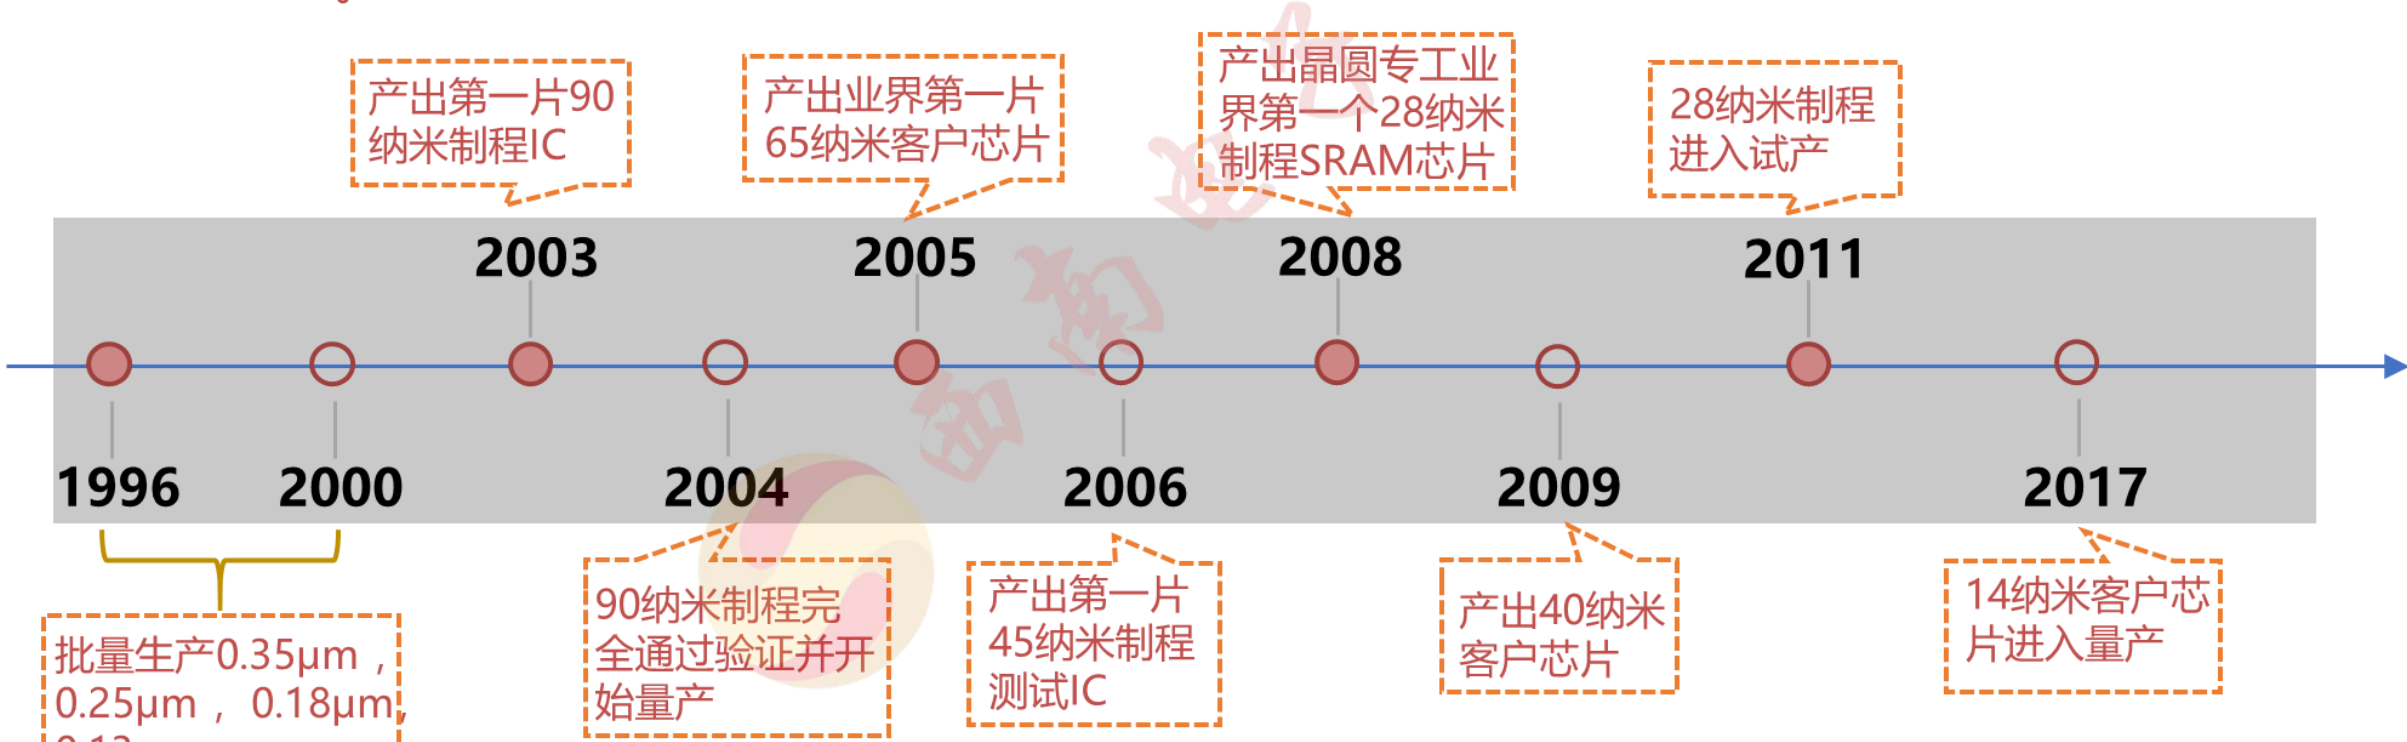 产出第一片90
纳米制程IC
产出业界第一片
65纳米客户芯片
产出晶圆专工业
界第一个28纳米
制程SRAM芯片
28纳米制程
进入试产
2003
2005
2008
2011
1996
2000
2004
2006
2009
2017
批量生产0.35μm，
0.25μm， 0.18μm,
90纳米制程完
全通过验证并开
始量产
产出第一片
45纳米制程
测试IC
产出40纳米
客户芯片
14纳米客户芯
片进入量产